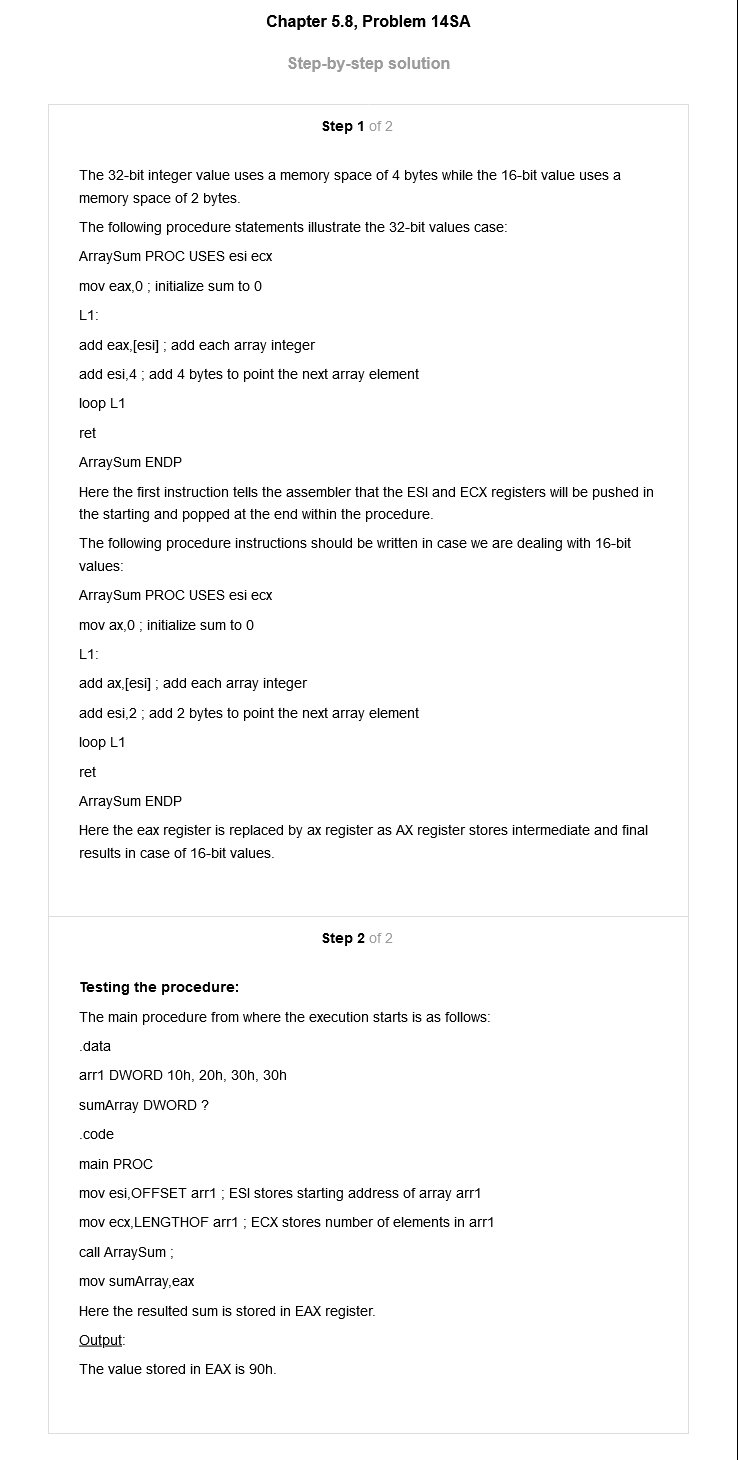 Chapter 5.8, Problem 14SA
Step-by-step solution
Step 1 of 2
The 32-bit integer value uses a memory space of 4 bytes while the 16-bit value uses a
memory space of 2 bytes.
The following procedure statements illustrate the 32-bit values case:
ArraySum PROC USES esi ecx
mov eax,0 ; initialize sum to 0
L1:
add eax,[esi] ; add each array integer
add esi,4 ; add 4 bytes to point the next array element
loop L1
ret
ArraySum ENDP
Here the first instruction tells the assembler that the ESI and ECX registers will be pushed in
the starting and popped at the end within the procedure.
The following procedure instructions should be written in case we are dealing with 16-bit
values:
ArraySum PROC USES esi ecx
mov ax,0 ; initialize sum to 0
L1:
add ax,[esi] ; add each array integer
add esi,2 ; add 2 bytes to point the next array element
loop L1
ret
ArraySum ENDP
Here the eax register is replaced by ax register as AX register stores intermediate and final
results in case of 16-bit values.
Step 2 of 2
Testing the procedure:
The main procedure from where the execution starts is as follows:
.data
arr1 DWORD 10h, 20h, 30h, 30h
sumArray DWORD ?
.code
main PROC
mov esi,OFFSET arr1 ; ESI stores starting address of array arr1
mov ecx,LENGTHOF arr1 ; ECX stores number of elements in arr1
call ArraySum ;
mov sumArray,eax
Here the resulted sum is stored in EAX register.
Output:
The value stored in EAX is 90h.